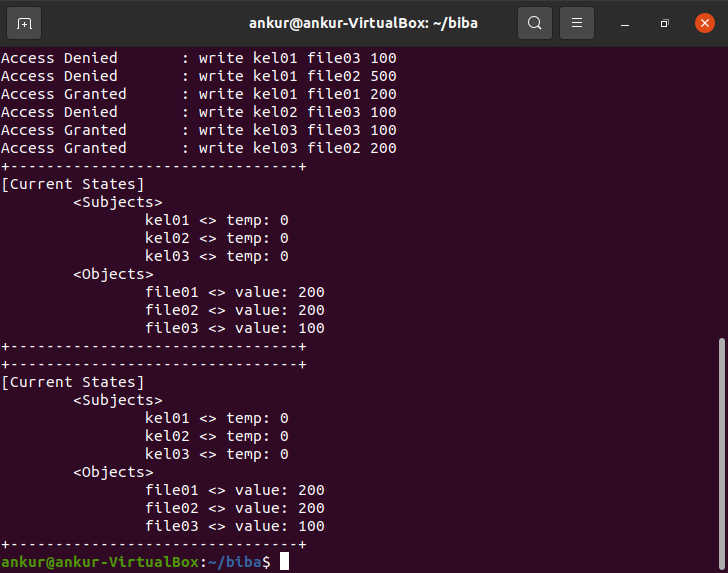 ankur@ankur-VirtualBox: ~/biba
Access Denied       : write kel01 file03 100
Access Denied       : write kel01 file02 500
Access Granted      : write kel01 file01 200
Access Denied       : write kel02 file03 100
Access Granted      : write kel03 file03 100
Access Granted      : write kel03 file02 200
+--------------------------------+
[Current States]
        <Subjects>
                kel01 <> temp: 0
                kel02 <> temp: 0
                kel03 <> temp: 0
        <Objects>
                file01 <> value: 200
                file02 <> value: 200
                file03 <> value: 100
+--------------------------------+
+--------------------------------+
[Current States]
        <Subjects>
                kel01 <> temp: 0
                kel02 <> temp: 0
                kel03 <> temp: 0
        <Objects>
                file01 <> value: 200
                file02 <> value: 200
                file03 <> value: 100
+--------------------------------+
ankur@ankur-VirtualBox:~/biba$